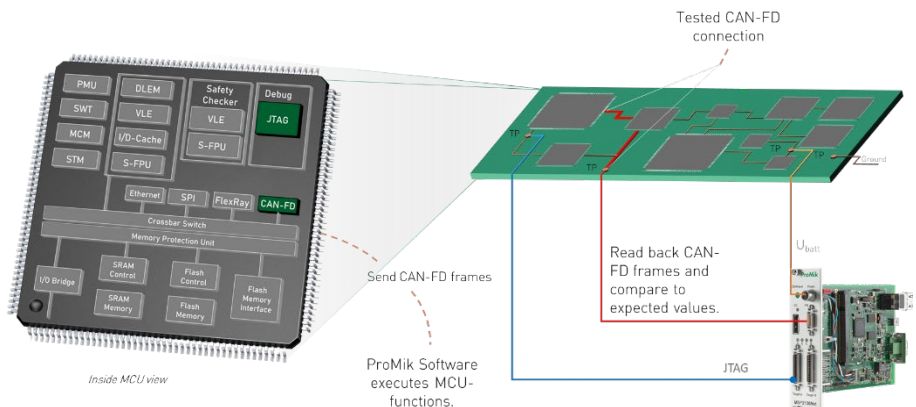 Tested CAN-FD
connection
PMU
SWT
MCM
STM
DLEM
VLE
I/D-Cache
S-FPU
Safety
Checker
VLE
S-FPU
Debug
JTAG
Ethernet
SPI
FlexRay
CAN-FD
Crossbar Switch
Memory Protection Unit
I/O Bridge
SRAM
Control
SRAM
Memory
Flash
Control
Flash
Memory
Flash
Memory
Interface
Inside MCU view
Send CAN-FD frames
ProMik Software
executes MCU-
functions.
TP
TP
TP
TP
Ground
Ubatt
Read back CAN-
FD frames and
compare to
expected values.
JTAG
ProMik